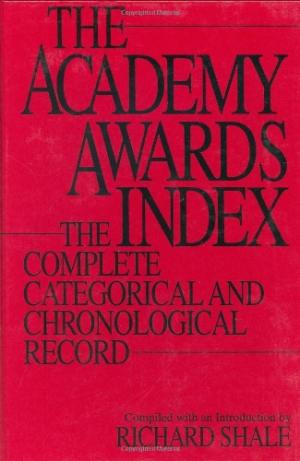 THE
ACADEMY
AWARDS
INDEX
THE
COMPLETE
CATEGORICAL AND
CHRONOLOGICAL
RECORD
Compiled with an Introduction by
RICHARD SHALE